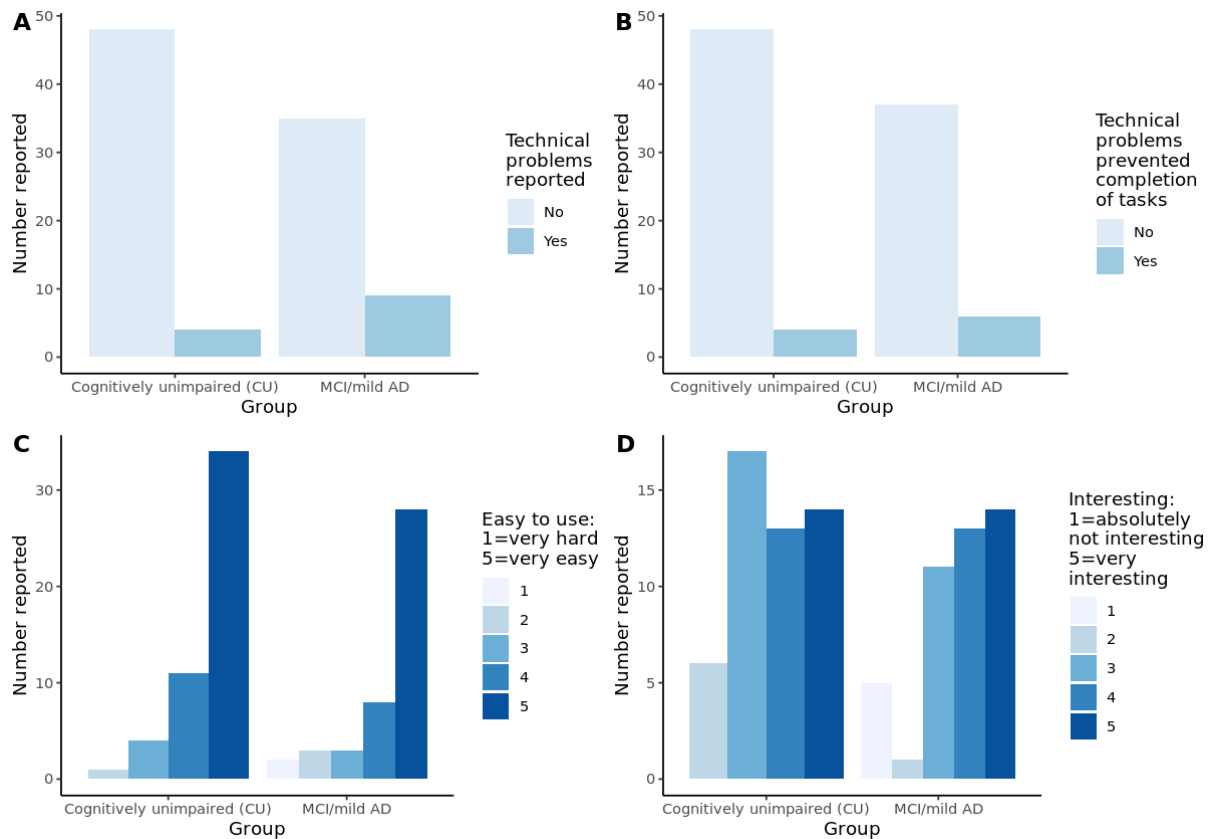 A
50
40
30
20
10
0
Number reported
Cognitively unimpaired (CU)
MCI/mild AD
Group
Technical
problems
reported
No
Yes
B
50
40
30
20
10
0
Number reported
Cognitively unimpaired (CU)
MCI/mild AD
Group
Technical
problems
prevented
completion
of tasks
No
Yes
C
30
20
10
0
Number reported
Cognitively unimpaired (CU)
MCI/mild AD
Group
Easy to use:
1=very hard
5=very easy
1
2
3
4
5
D
15
10
5
0
Number reported
Cognitively unimpaired (CU)
MCI/mild AD
Group
Interesting:
1=absolutely
not interesting
5=very
interesting
1
2
3
4
5